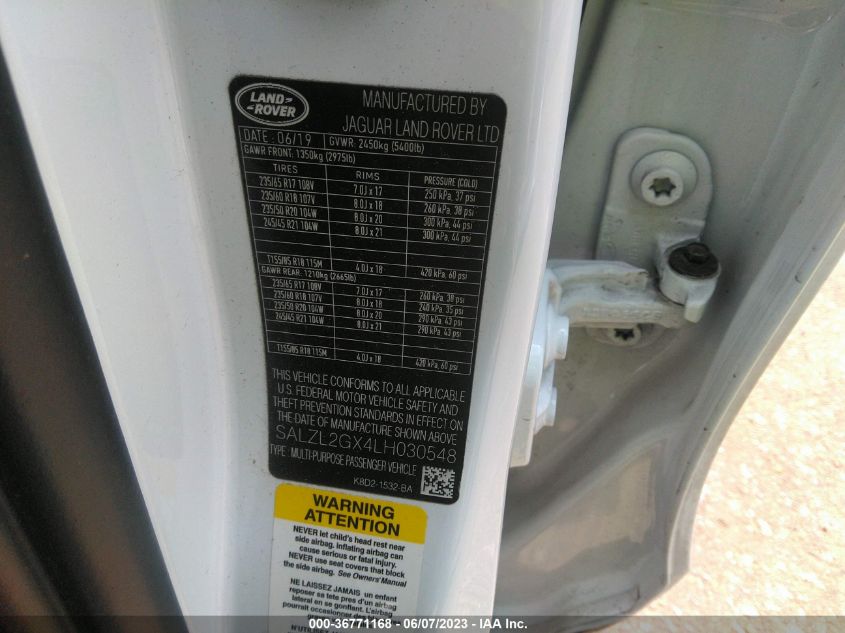 LAND-
-ROVER
MANUFACTURED BY
JAGUAR LAND ROVER LTD
DATE: 06/19 GVWR: 2450kg (5400lb)
GAWR FRONT: 1350kg (2975lb)
TIRES RIMS PRESSURE (COLD)
235/65 R17 108V 7.0J x 17 250 kPa, 37 psi
235/60 R18 107V 8.0J x 18 260 kPa, 38 psi
235/50 R20 104W 8.0J x 20 300 kPa, 44 psi
245/45 R21 104W 8.0J x 21 300 kPa, 44 psi
T155/85 R18 115M 4.0J x 18 420 kPa, 60 psi
GAWR REAR: 1210kg (2665lb)
235/65 R17 108V 7.0J x 17 260 kPa, 38 psi
235/60 R18 107V 8.0J x 18 240 kPa, 35 psi
235/50 R20 104W 8.0J x 20 290 kPa, 43 psi
245/45 R21 104W 8.0J x 21 290 kPa, 43 psi
T155/85 R18 115M 4.0J x 18 420 kPa, 60 psi
THIS VEHICLE CONFORMS TO ALL APPLICABLE
U.S. FEDERAL MOTOR VEHICLE SAFETY AND
THEFT PREVENTION STANDARDS IN EFFECT ON
THE DATE OF MANUFACTURE SHOWN ABOVE
SALZL2GX4LH030548
TYPE: MULTI-PURPOSE PASSENGER VEHICLE
K8D2-1532-BA
WARNING
ATTENTION
NEVER let child's head rest near
side airbag. Inflating airbag can
cause serious or fatal injury.
NEVER use seat covers that block
the side airbag. See Owners' Manual
NE LAISSEZ JAMAIS un enfant
reposer sa tete pres d'un airbag
lateral en se gonflant. L'airbag
pourrait occasionner des
000-36771168 - 06/07/2023 - IAA Inc.